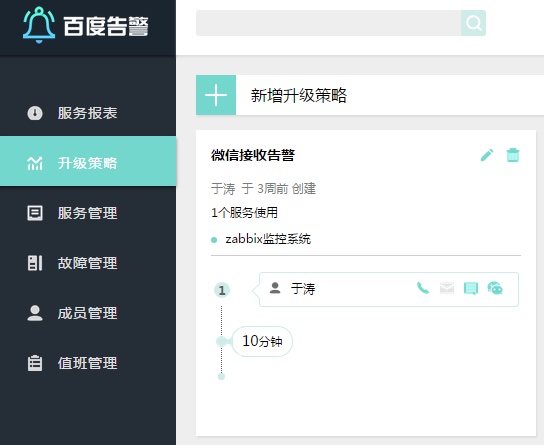 百度告警
服务报表
升级策略
服务管理
故障管理
成员管理
值班管理
新增升级策略
微信接收告警
于涛 于 3周前 创建
1个服务使用
zabbix监控系统
1
于涛
10分钟